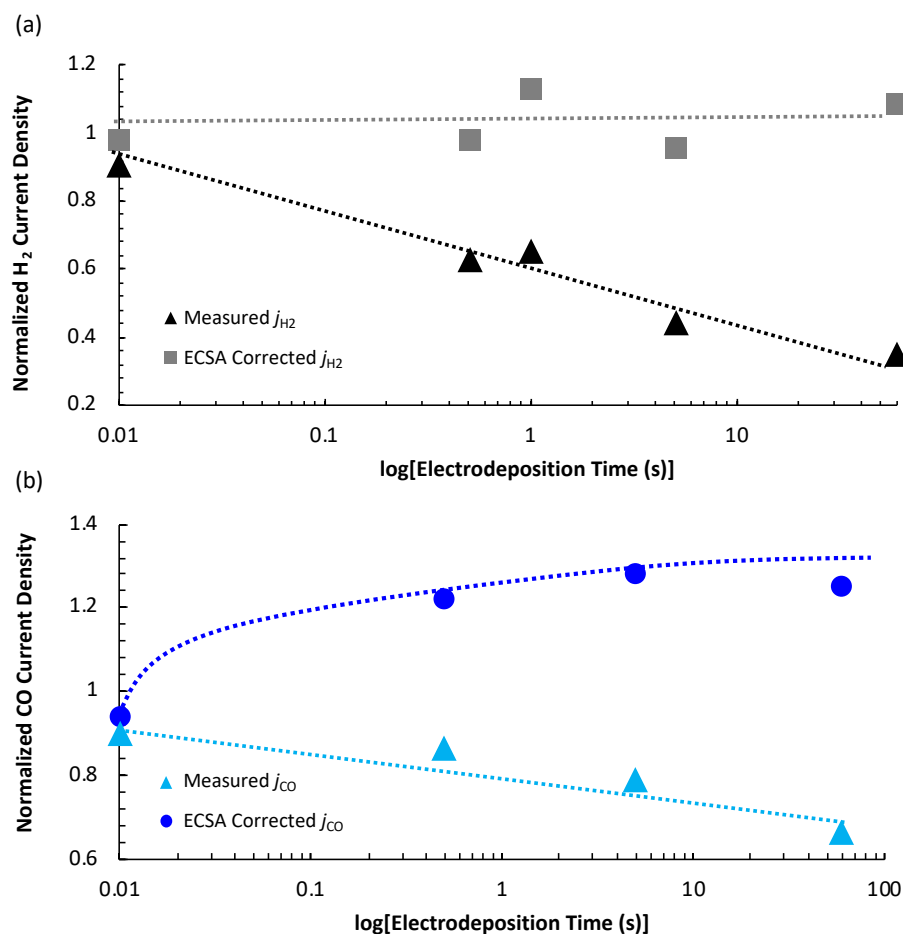 (a)
Normalized H₂ Current Density
1.2
1
0.8
0.6
0.4
0.2
Measured jH2
ECSA Corrected jH2
0.01
0.1
1
10
log[Electrodeposition Time (s)]
(b)
Normalized CO Current Density
1.4
1.2
1
0.8
0.6
Measured jCO
ECSA Corrected jCO
0.01
0.1
1
10
100
log[Electrodeposition Time (s)]